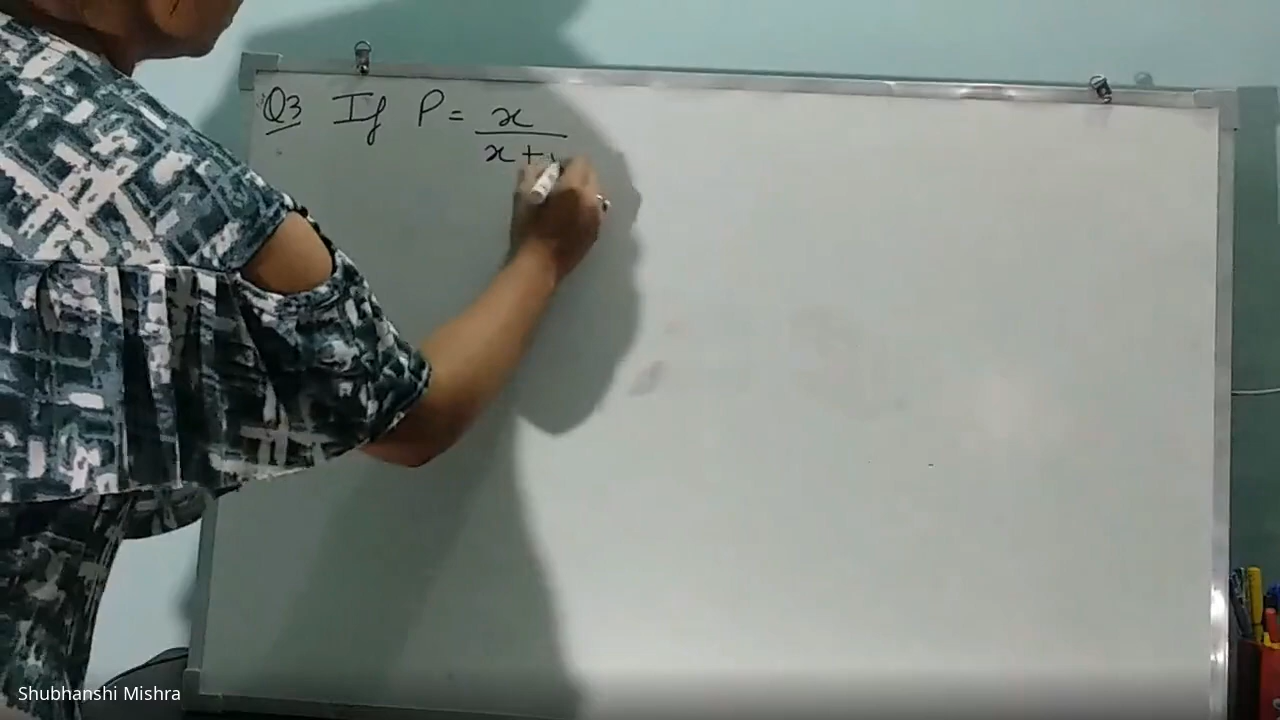 Q3 If P = x
x +
Shubhanshi Mishra